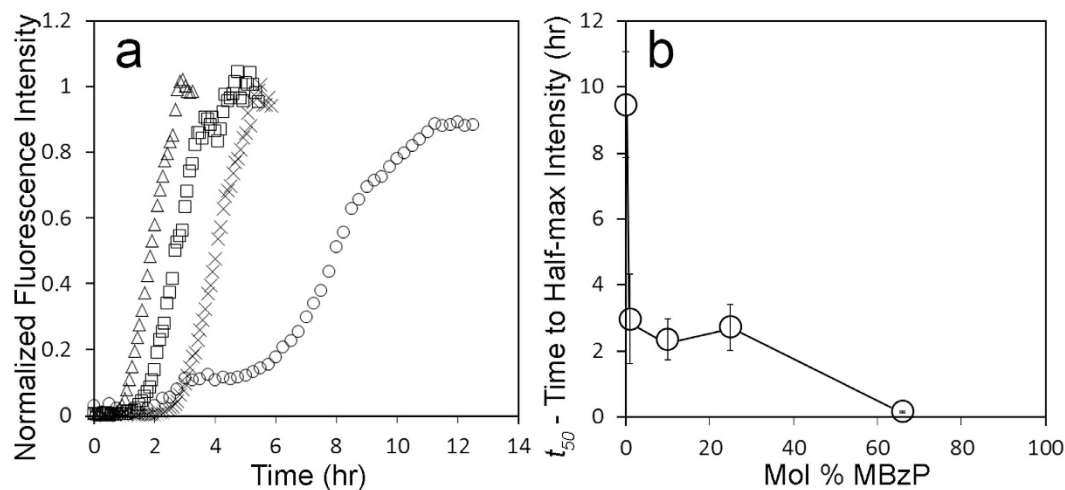 a
Normalized Fluorescence Intensity
1.2
1
0.8
0.6
0.4
0.2
0
0 2 4 6 8 10 12 14
Time (hr)
b
t50 - Time to Half-max Intensity (hr)
12
10
8
6
4
2
0
0 20 40 60 80 100
Mol % MBzP